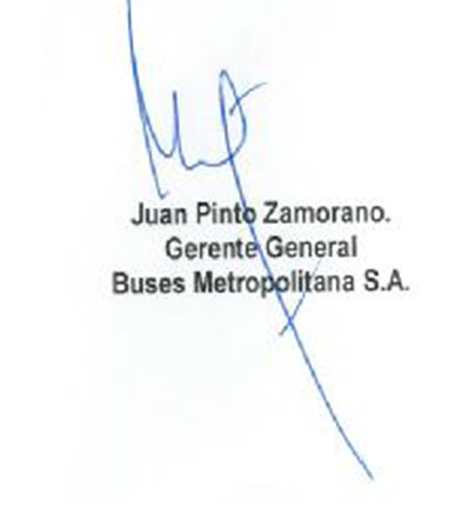 Juan Pinto Zamorano.
Gerente General
Buses Metropolitana S.A.